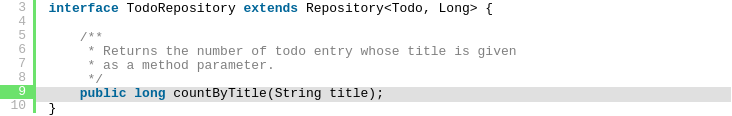 3 interface TodoRepository extends Repository<Todo, Long> {
4
5 /**
6 * Returns the number of todo entry whose title is given
7 * as a method parameter.
8 */
9 public long countByTitle(String title);
10 }